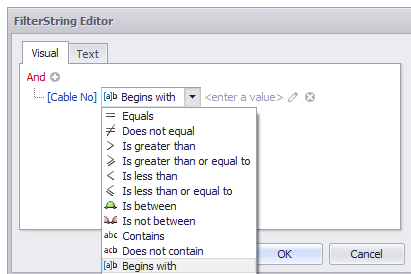 FilterString Editor
Visual Text
And
[Cable No] [a]b Begins with <enter a value>
Equals
Does not equal
Is greater than
Is greater than or equal to
Is less than
Is less than or equal to
Is between
Is not between
abc Contains
acb Does not contain
[a]b Begins with
OK Cancel